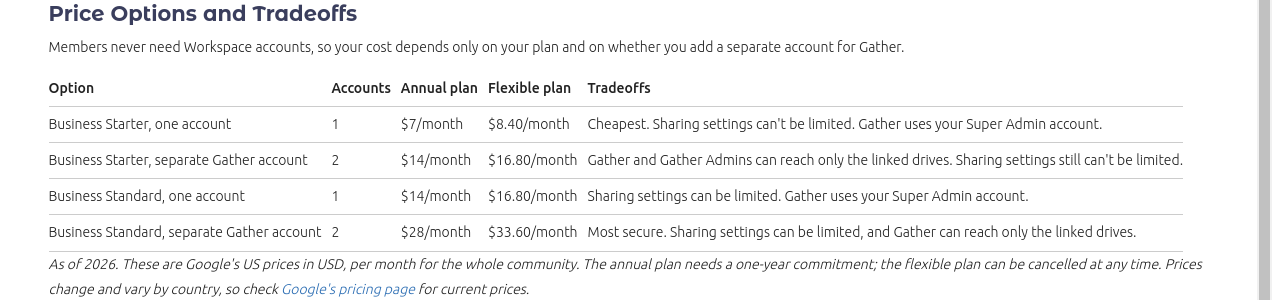 Price Options and Tradeoffs
Members never need Workspace accounts, so your cost depends only on your plan and on whether you add a separate account for Gather.
Option Accounts Annual plan Flexible plan Tradeoffs
Business Starter, one account 1 $7/month $8.40/month Cheapest. Sharing settings can't be limited. Gather uses your Super Admin account.
Business Starter, separate Gather account 2 $14/month $16.80/month Gather and Gather Admins can reach only the linked drives. Sharing settings still can't be limited.
Business Standard, one account 1 $14/month $16.80/month Sharing settings can be limited. Gather uses your Super Admin account.
Business Standard, separate Gather account 2 $28/month $33.60/month Most secure. Sharing settings can be limited, and Gather can reach only the linked drives.
As of 2026. These are Google's US prices in USD, per month for the whole community. The annual plan needs a one-year commitment; the flexible plan can be cancelled at any time. Prices
change and vary by country, so check Google's pricing page for current prices.